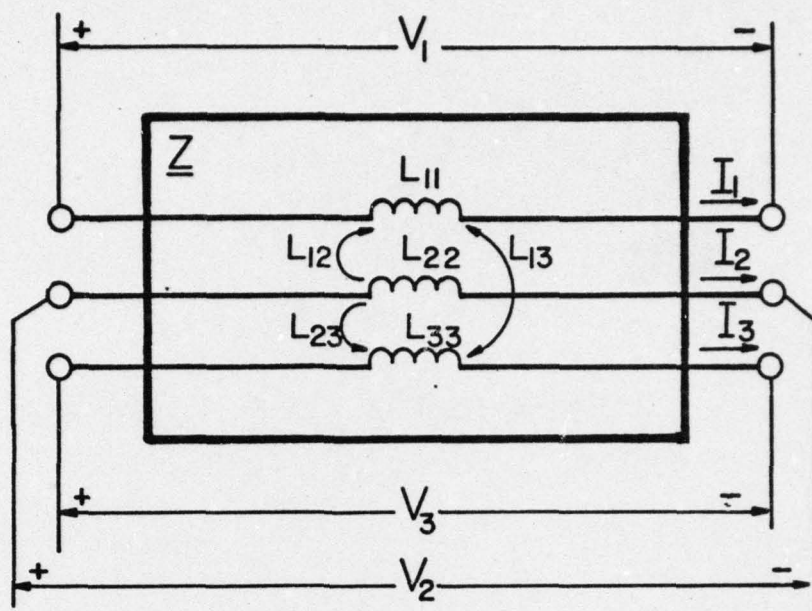 + V1 −
Z
L11
I1
L12 L22 L13
I2
L23 L33
I3
+ V3 −
+ V2 −